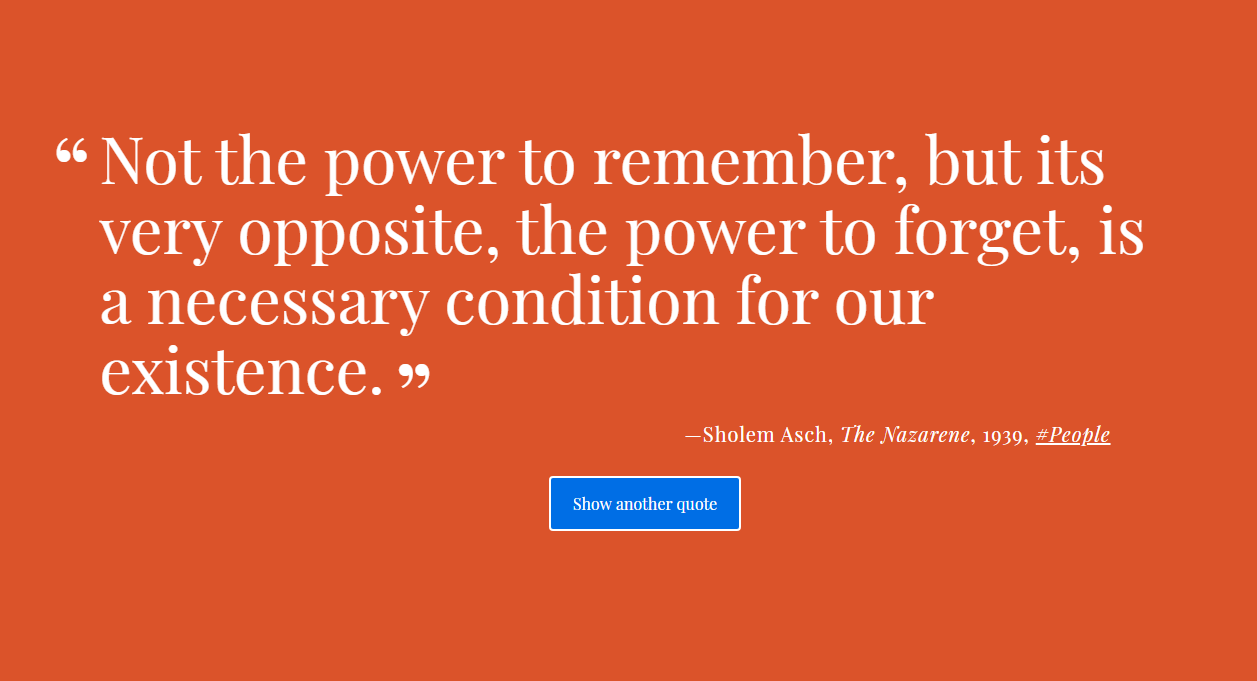 “ Not the power to remember, but its
very opposite, the power to forget, is
a necessary condition for our
existence. ”
—Sholem Asch, The Nazarene, 1939, #People
Show another quote